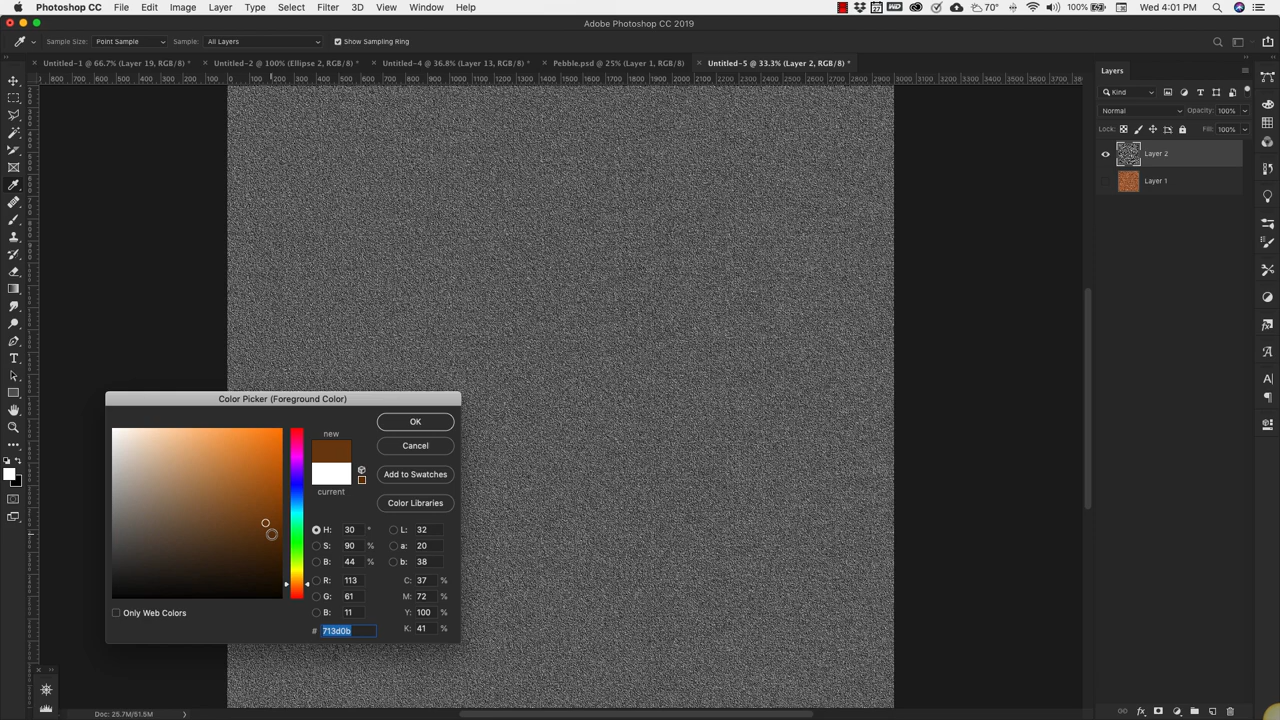 Photoshop CC File Edit Image Layer Type Select Filter 3D View Window Help 70° 100% Wed 4:01 PM
Adobe Photoshop CC 2019
Sample Size: Point Sample Sample: All Layers Show Sampling Ring
Untitled-1 @ 66.7% (Layer 19, RGB/8) * Untitled-2 @ 100% (Ellipse 2, RGB/8) * Untitled-4 @ 36.8% (Layer 13, RGB/8) * Pebble.psd @ 25% (Layer 1, RGB/8) Untitled-5 @ 33.3% (Layer 2, RGB/8) *
Layers
Kind
Normal Opacity: 100%
Lock: Fill: 100%
Layer 2
Layer 1
Color Picker (Foreground Color)
new
current
OK
Cancel
Add to Swatches
Color Libraries
H: 30 ° L: 32
S: 90 % a: 20
B: 44 % b: 38
R: 113 C: 37 %
G: 61 M: 72 %
B: 11 Y: 100 %
# 713d0b K: 41 %
Only Web Colors
Doc: 25.7M/51.5M